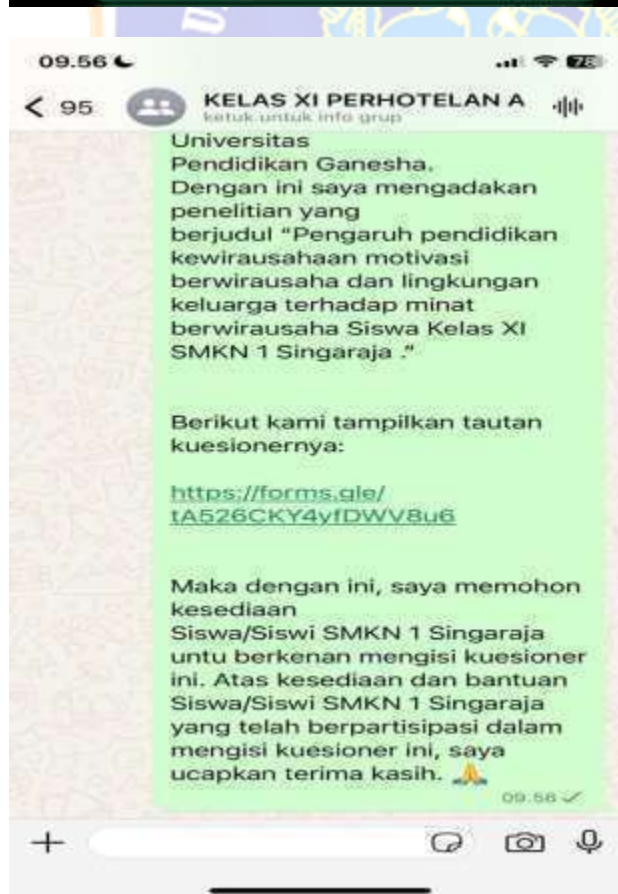 09.56
78
95
KELAS XI PERHOTELAN A
ketuk untuk info grup
Universitas
Pendidikan Ganesha.
Dengan ini saya mengadakan
penelitian yang
berjudul “Pengaruh pendidikan
kewirausahaan motivasi
berwirausaha dan lingkungan
keluarga terhadap minat
berwirausaha Siswa Kelas XI
SMKN 1 Singaraja .”
Berikut kami tampilkan tautan
kuesionernya:
https://forms.gle/
tA526CKY4yfDWV8u6
Maka dengan ini, saya memohon
kesediaan
Siswa/Siswi SMKN 1 Singaraja
untu berkenan mengisi kuesioner
ini. Atas kesediaan dan bantuan
Siswa/Siswi SMKN 1 Singaraja
yang telah berpartisipasi dalam
mengisi kuesioner ini, saya
ucapkan terima kasih. 🙏
09.56